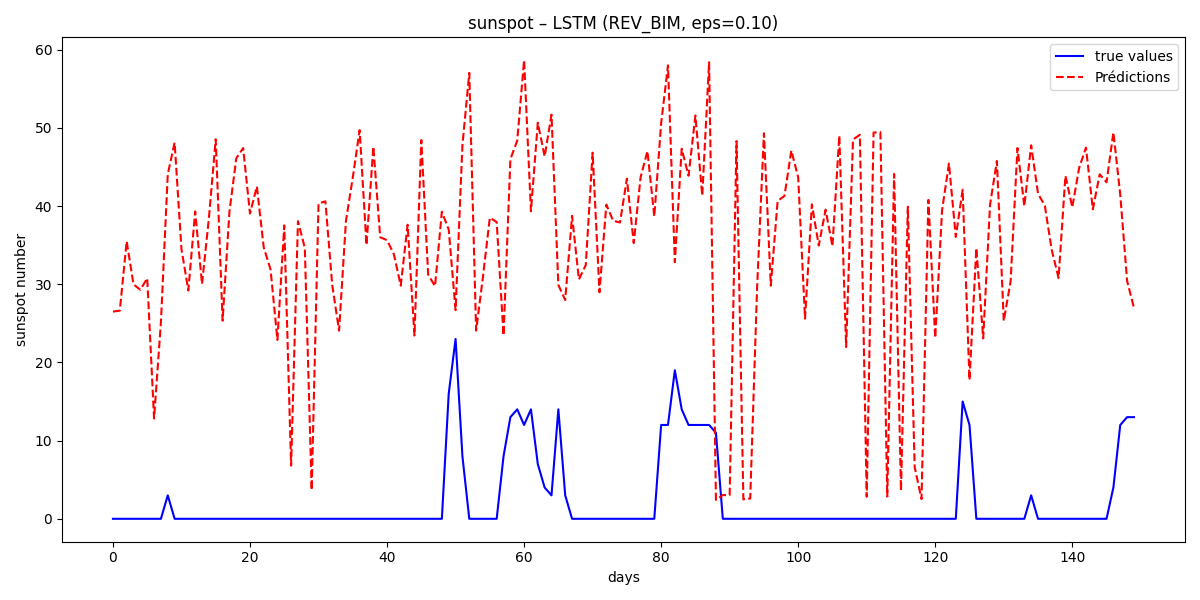 sunspot – LSTM (REV_BIM, eps=0.10)
true values
Prédictions
sunspot number
60
50
40
30
20
10
0
0 20 40 60 80 100 120 140
days